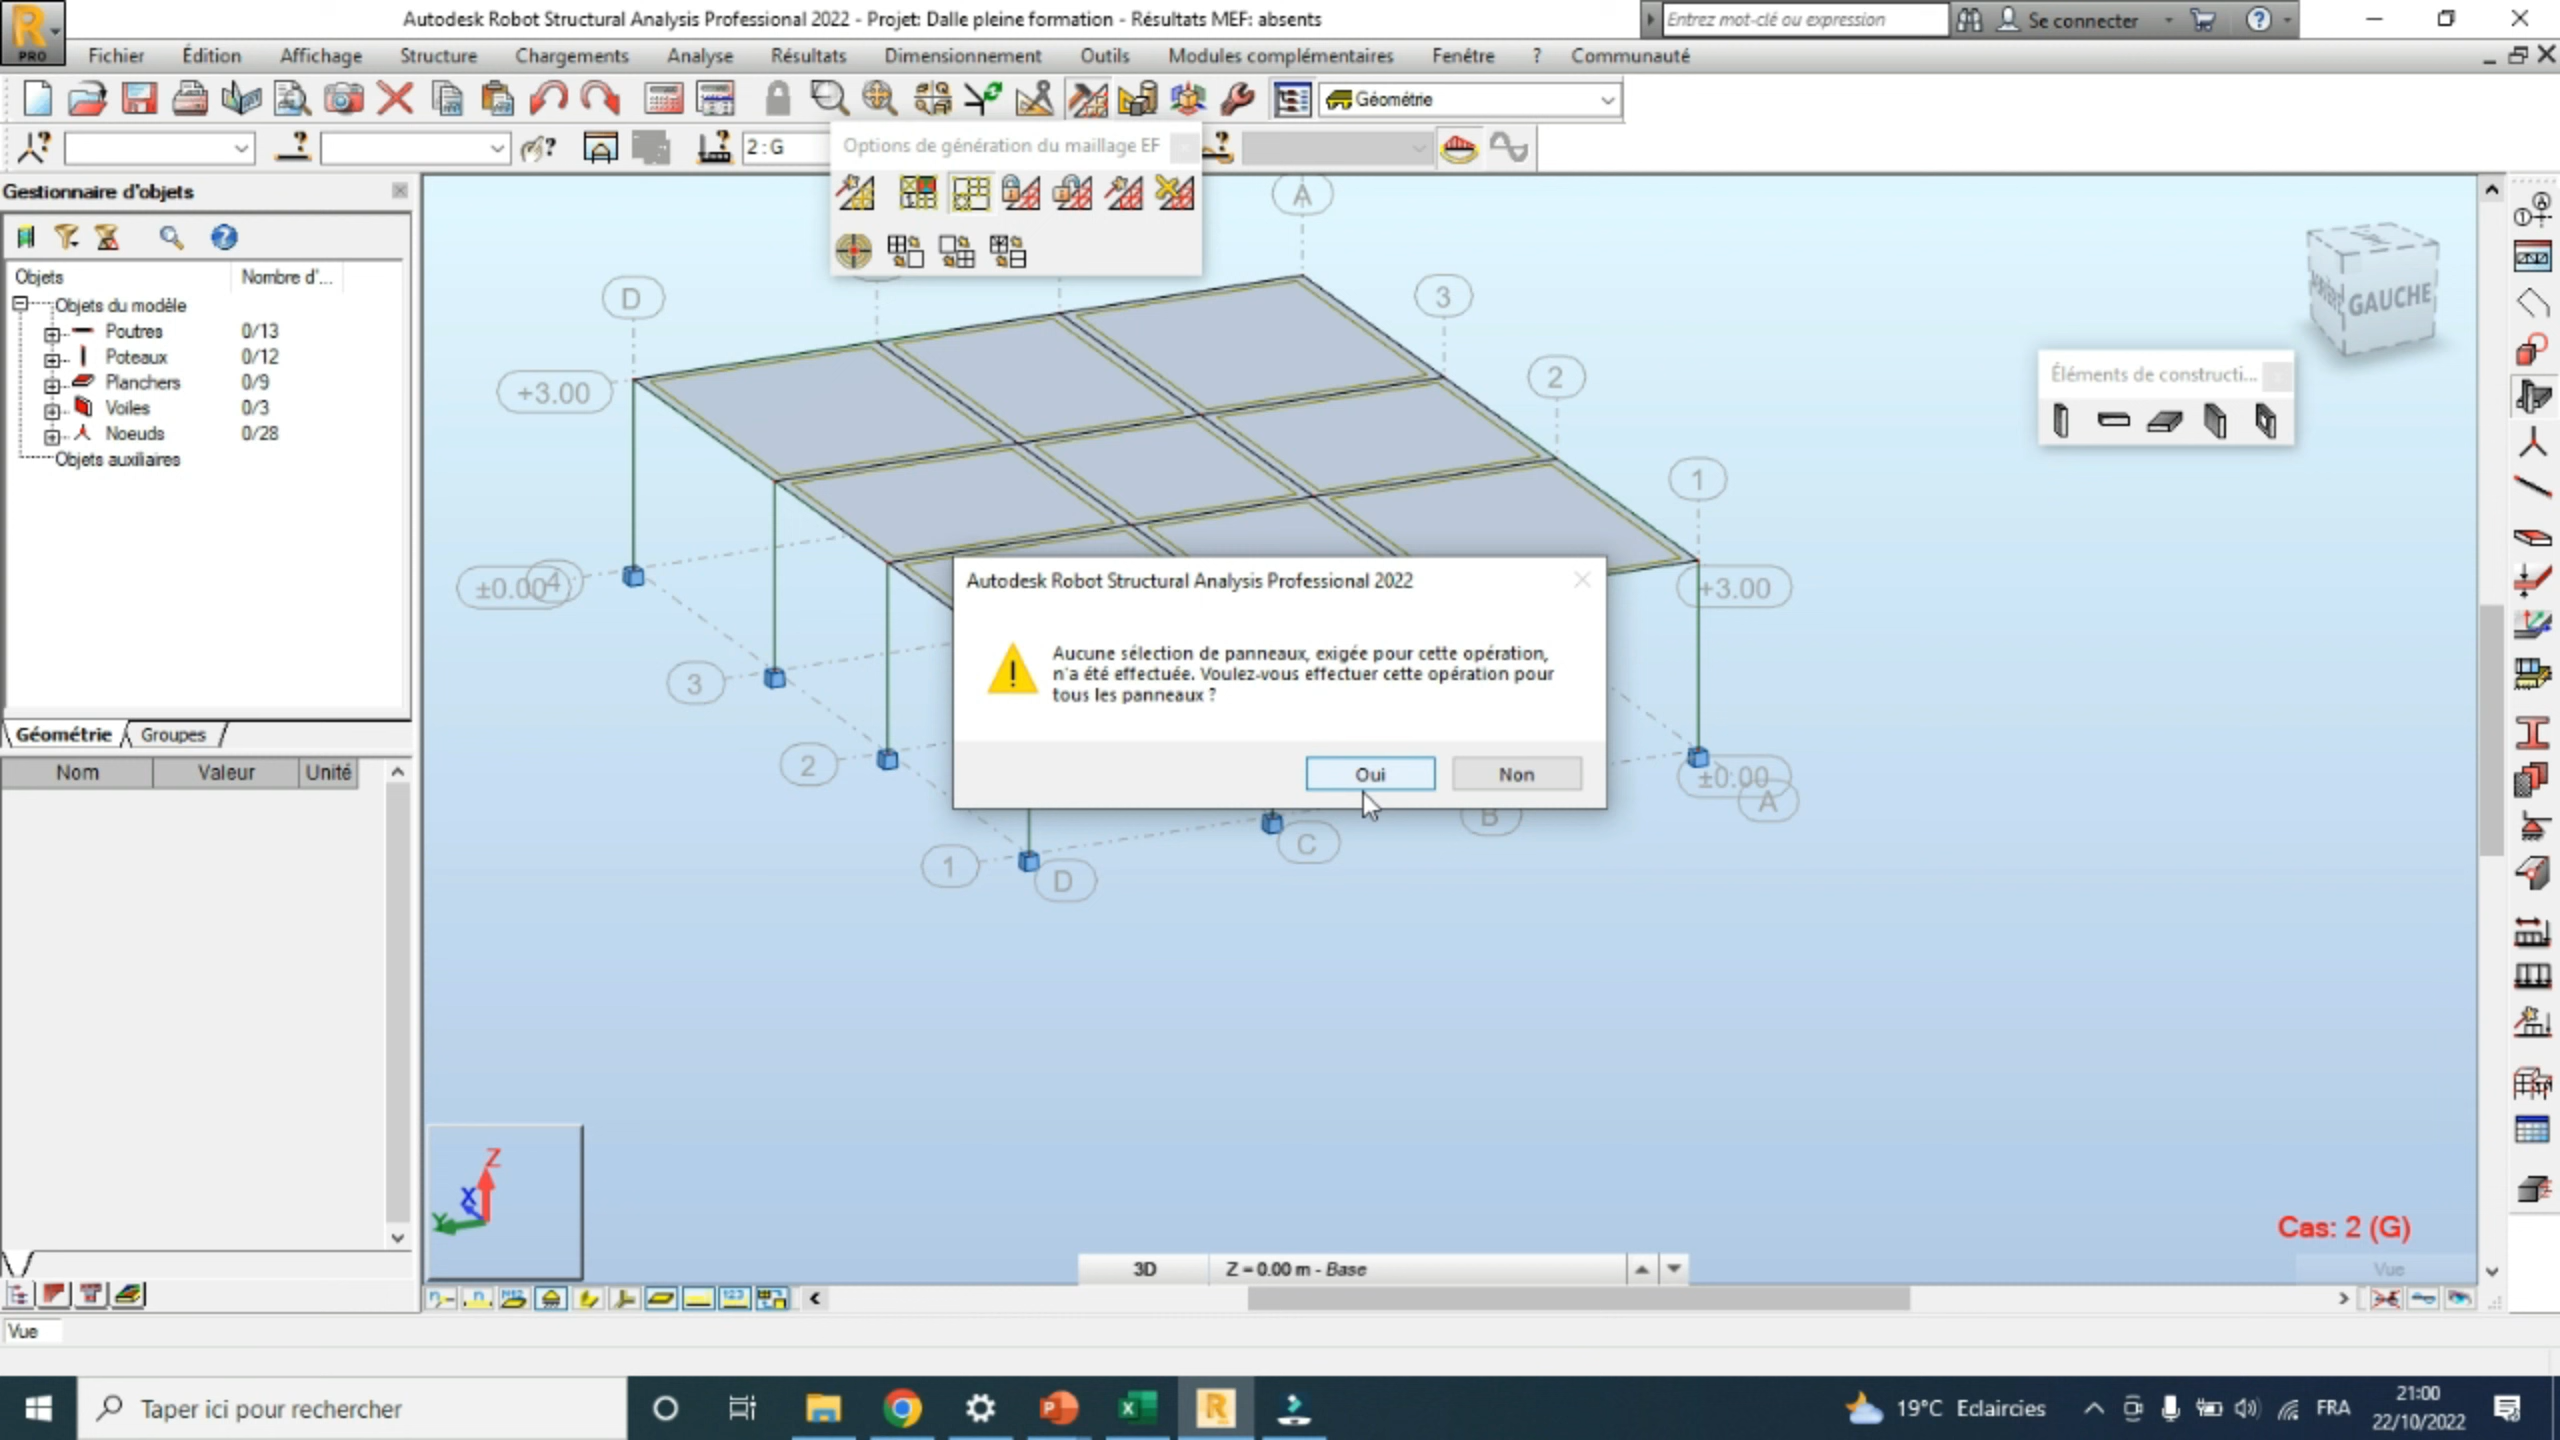 Autodesk Robot Structural Analysis Professional 2022 - Projet: Dalle pleine formation - Résultats MEF: absents
Entrez mot-clé ou expression
Se connecter
PRO
Fichier Édition Affichage Structure Chargements Analyse Résultats Dimensionnement Outils Modules complémentaires Fenêtre ? Communauté
Géométrie
2 : G
Options de génération du maillage EF
Gestionnaire d'objets
Objets Nombre d'...
Objets du modèle
Poutres 0/13
Poteaux 0/12
Planchers 0/9
Voiles 0/3
Noeuds 0/28
Objets auxiliaires
Géométrie Groupes
Nom Valeur Unité
A
D
3
+3.00
2
1
GAUCHE
Éléments de constructi...
±0.00
4
+3.00
3
2
±0.00
A
B
C
1
D
Autodesk Robot Structural Analysis Professional 2022
Aucune sélection de panneaux, exigée pour cette opération,
n'a été effectuée. Voulez-vous effectuer cette opération pour
tous les panneaux ?
Oui Non
Z
X
Y
Cas: 2 (G)
3D Z = 0.00 m - Base
Vue
Vue
Taper ici pour rechercher
19°C Eclaircies
FRA
21:00
22/10/2022